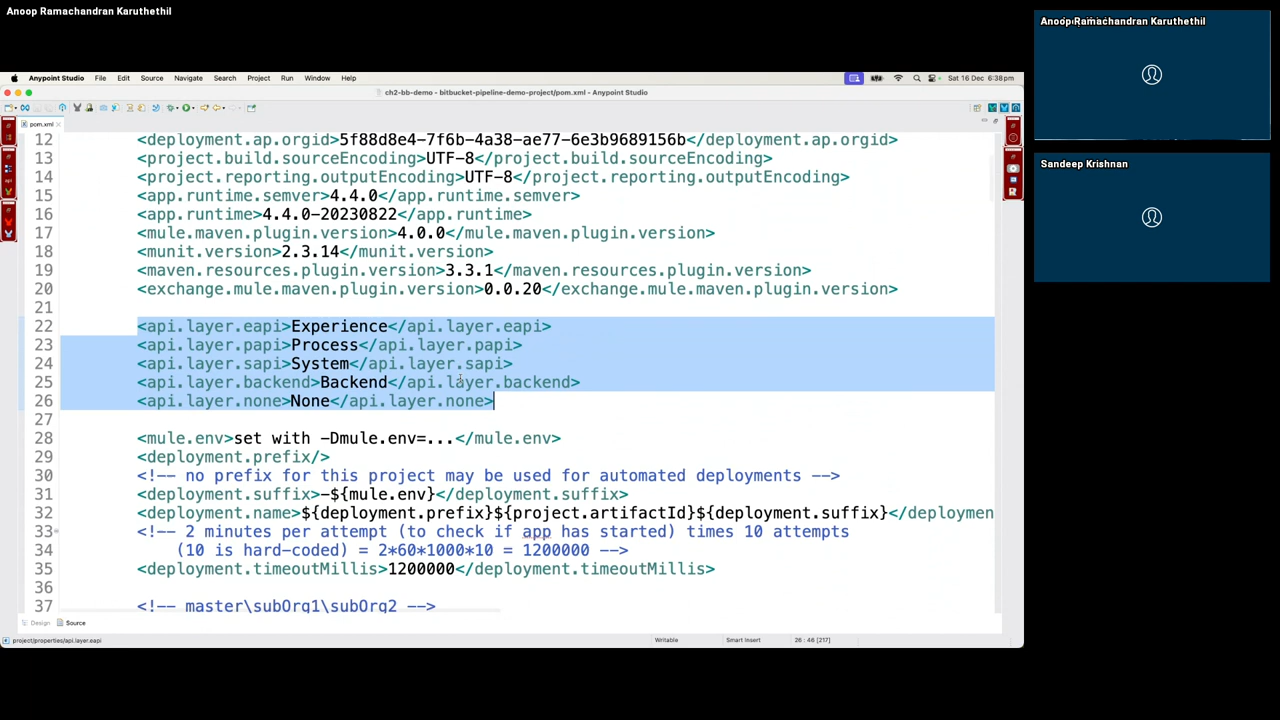 Anoop Ramachandran Karuthethil
Anoop Ramachandran Karuthethil
Sandeep Krishnan
Anypoint Studio File Edit Source Navigate Search Project Run Window Help Sat 16 Dec 6:38pm
ch2-bb-demo - bitbucket-pipeline-demo-project/pom.xml - Anypoint Studio
pom.xml
12 <deployment.ap.orgid>5f88d8e4-7f6b-4a38-ae77-6e3b9689156b</deployment.ap.orgid>
13 <project.build.sourceEncoding>UTF-8</project.build.sourceEncoding>
14 <project.reporting.outputEncoding>UTF-8</project.reporting.outputEncoding>
15 <app.runtime.semver>4.4.0</app.runtime.semver>
16 <app.runtime>4.4.0-20230822</app.runtime>
17 <mule.maven.plugin.version>4.0.0</mule.maven.plugin.version>
18 <munit.version>2.3.14</munit.version>
19 <maven.resources.plugin.version>3.3.1</maven.resources.plugin.version>
20 <exchange.mule.maven.plugin.version>0.0.20</exchange.mule.maven.plugin.version>
21
22 <api.layer.eapi>Experience</api.layer.eapi>
23 <api.layer.papi>Process</api.layer.papi>
24 <api.layer.sapi>System</api.layer.sapi>
25 <api.layer.backend>Backend</api.layer.backend>
26 <api.layer.none>None</api.layer.none>
27
28 <mule.env>set with -Dmule.env=...</mule.env>
29 <deployment.prefix/>
30 <!-- no prefix for this project may be used for automated deployments -->
31 <deployment.suffix>-${mule.env}</deployment.suffix>
32 <deployment.name>${deployment.prefix}${project.artifactId}${deployment.suffix}</deploymen
33 <!-- 2 minutes per attempt (to check if app has started) times 10 attempts
34 (10 is hard-coded) = 2*60*1000*10 = 1200000 -->
35 <deployment.timeoutMillis>1200000</deployment.timeoutMillis>
36
37 <!-- master\subOrg1\subOrg2 -->
Design Source
project/properties/api.layer.eapi Writable Smart Insert 26 : 46 [217]